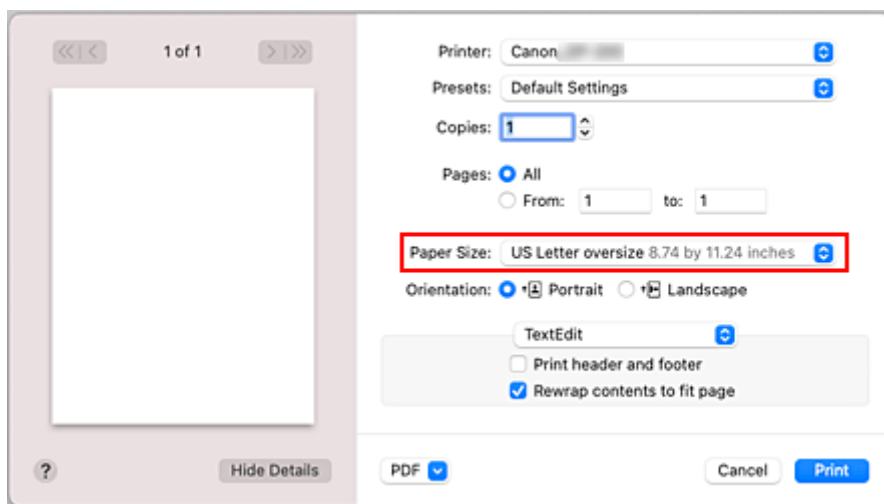 1 of 1
Printer: Canon
Presets: Default Settings
Copies: 1
Pages: All
From: 1 to: 1
Paper Size: US Letter oversize 8.74 by 11.24 inches
Orientation: Portrait Landscape
TextEdit
Print header and footer
Rewrap contents to fit page
? Hide Details PDF Cancel Print